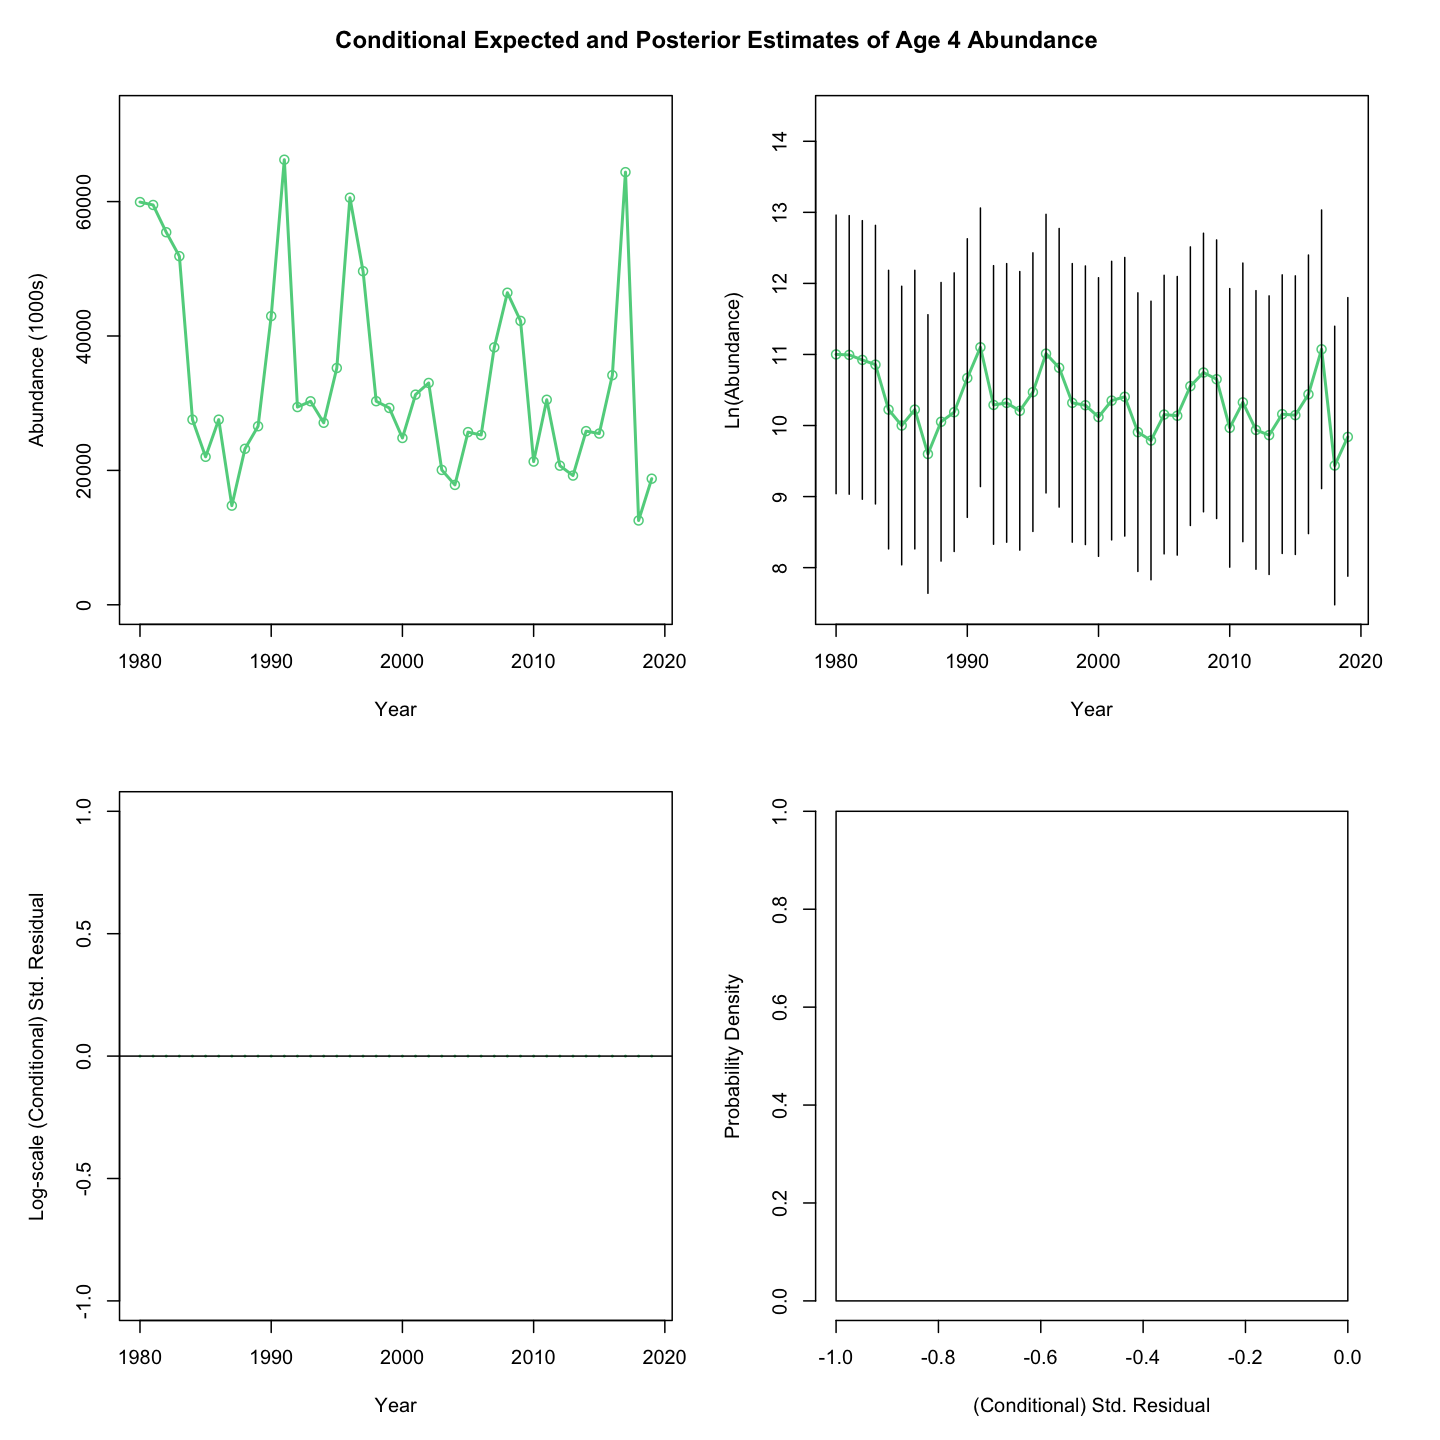 Conditional Expected and Posterior Estimates of Age 4 Abundance
Abundance (1000s)
60000
40000
20000
0
1980 1990 2000 2010 2020
Year
Ln(Abundance)
14
13
12
11
10
9
8
1980 1990 2000 2010 2020
Year
Log-scale (Conditional) Std. Residual
1.0
0.5
0.0
-0.5
-1.0
1980 1990 2000 2010 2020
Year
Probability Density
1.0
0.8
0.6
0.4
0.2
0.0
-1.0 -0.8 -0.6 -0.4 -0.2 0.0
(Conditional) Std. Residual